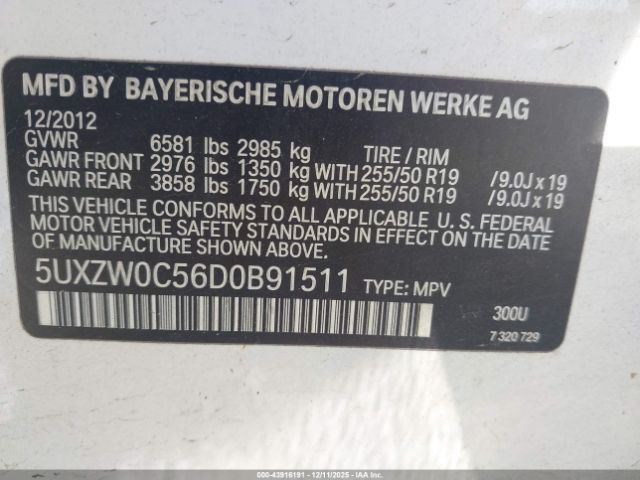 MFD BY BAYERISCHE MOTOREN WERKE AG
12/2012
GVWR 6581 lbs 2985 kg TIRE / RIM
GAWR FRONT 2976 lbs 1350 kg WITH 255/50 R19 /9.0J x 19
GAWR REAR 3858 lbs 1750 kg WITH 255/50 R19 /9.0J x 19
THIS VEHICLE CONFORMS TO ALL APPLICABLE U. S. FEDERAL
MOTOR VEHICLE SAFETY STANDARDS IN EFFECT ON THE DATE
OF MANUFACTURE SHOWN ABOVE.
5UXZW0C56D0B91511 TYPE: MPV
300U
7 320 729
000-43916191 - 12/11/2025 - Copart, Inc.